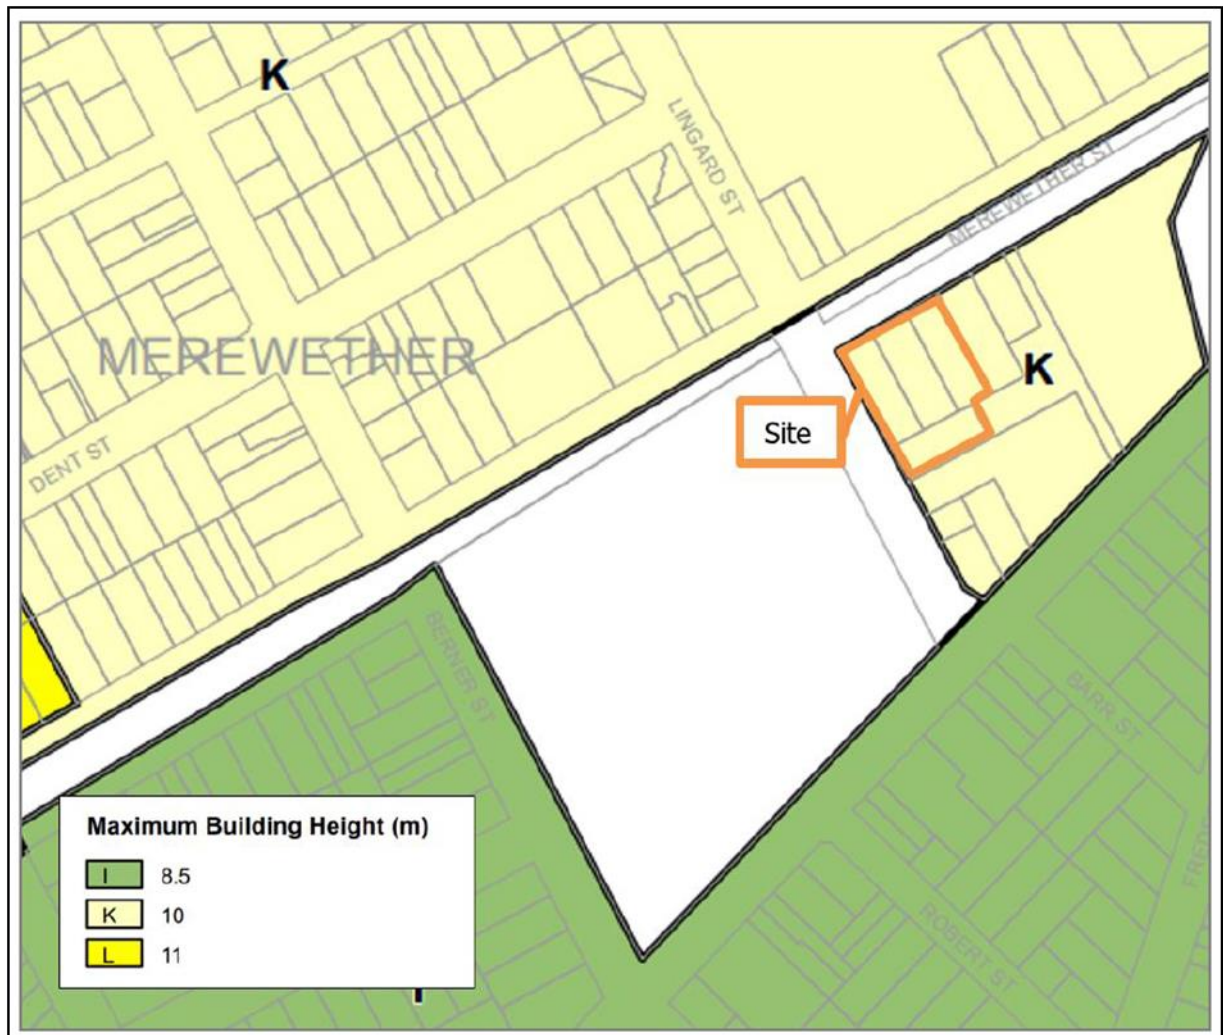 K
LINGARD ST
MEREWETHER ST
MEREWETHER
K
Site
DENT ST
BERNER ST
BARR ST
Maximum Building Height (m)
I 8.5
K 10
L 11
ROBERT ST